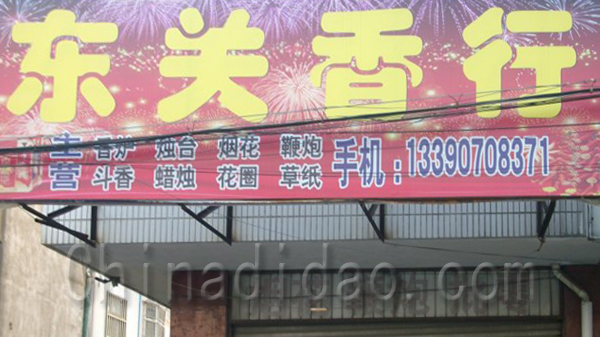 东关香行
主营 香炉 烛台 烟花 鞭炮
斗香 蜡烛 花圈 草纸
手机:13390708371
Chinadidao.com